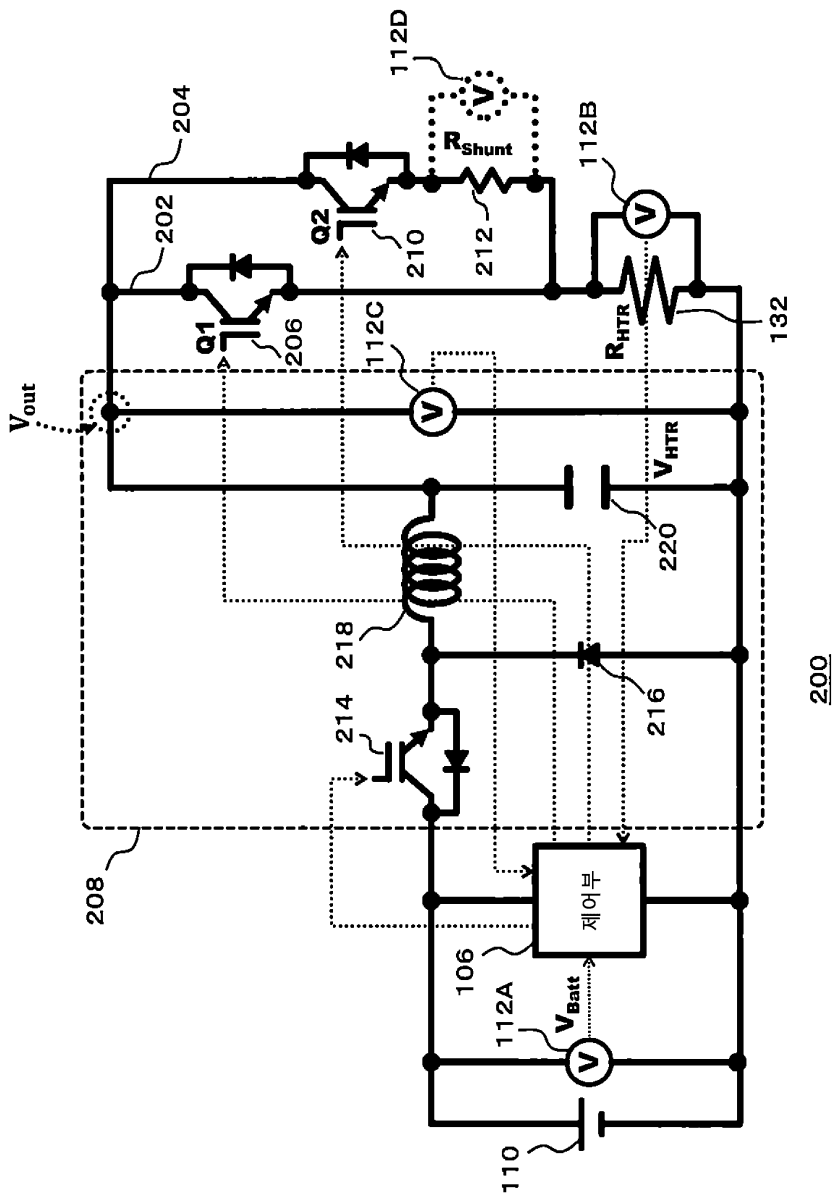 204
202
Vout
Q1
206
Q2
210
RShunt
212
112D
112B
112C
RHTR
132
VHTR
220
218
214
216
208
제어부
106
VBatt
112A
110
V
V
V
V
200